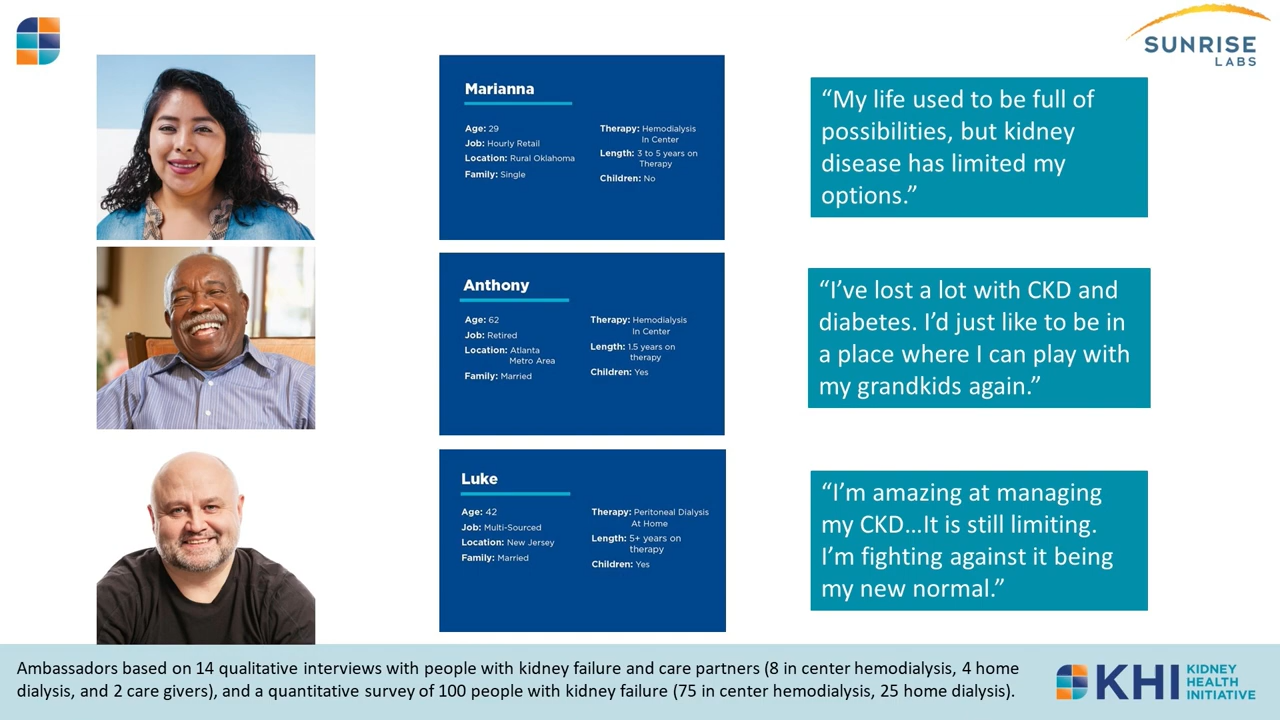 SUNRISE
LABS
Marianna
Age: 29
Job: Hourly Retail
Location: Rural Oklahoma
Family: Single
Therapy: Hemodialysis
In Center
Length: 3 to 5 years on
Therapy
Children: No
“My life used to be full of
possibilities, but kidney
disease has limited my
options.”
Anthony
Age: 62
Job: Retired
Location: Atlanta
Metro Area
Family: Married
Therapy: Hemodialysis
In Center
Length: 1.5 years on
therapy
Children: Yes
“I’ve lost a lot with CKD and
diabetes. I’d just like to be in
a place where I can play with
my grandkids again.”
Luke
Age: 42
Job: Multi-Sourced
Location: New Jersey
Family: Married
Therapy: Peritoneal Dialysis
At Home
Length: 5+ years on
therapy
Children: Yes
“I’m amazing at managing
my CKD…It is still limiting.
I’m fighting against it being
my new normal.”
Ambassadors based on 14 qualitative interviews with people with kidney failure and care partners (8 in center hemodialysis, 4 home
dialysis, and 2 care givers), and a quantitative survey of 100 people with kidney failure (75 in center hemodialysis, 25 home dialysis).
KHI
KIDNEY
HEALTH
INITIATIVE